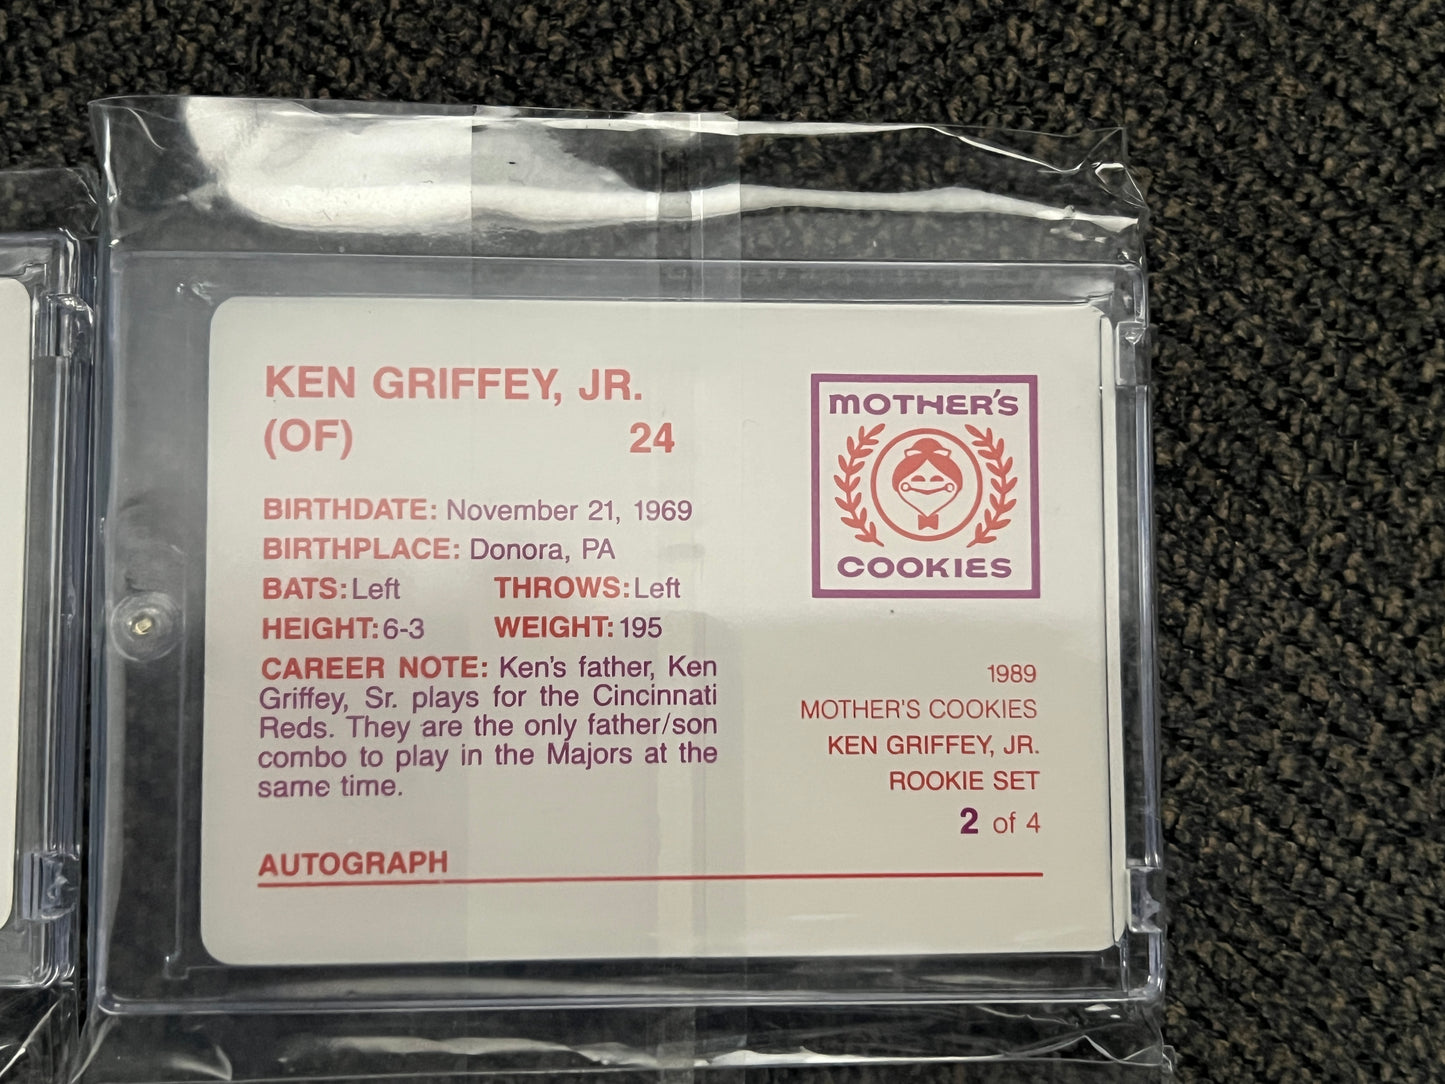 KEN GRIFFEY, JR.
(OF) 24
BIRTHDATE: November 21, 1969
BIRTHPLACE: Donora, PA
BATS: Left THROWS: Left
HEIGHT: 6-3 WEIGHT: 195
CAREER NOTE: Ken's father, Ken
Griffey, Sr. plays for the Cincinnati
Reds. They are the only father/son
combo to play in the Majors at the
same time.
AUTOGRAPH
MOTHER'S
COOKIES
1989
MOTHER'S COOKIES
KEN GRIFFEY, JR.
ROOKIE SET
2 of 4